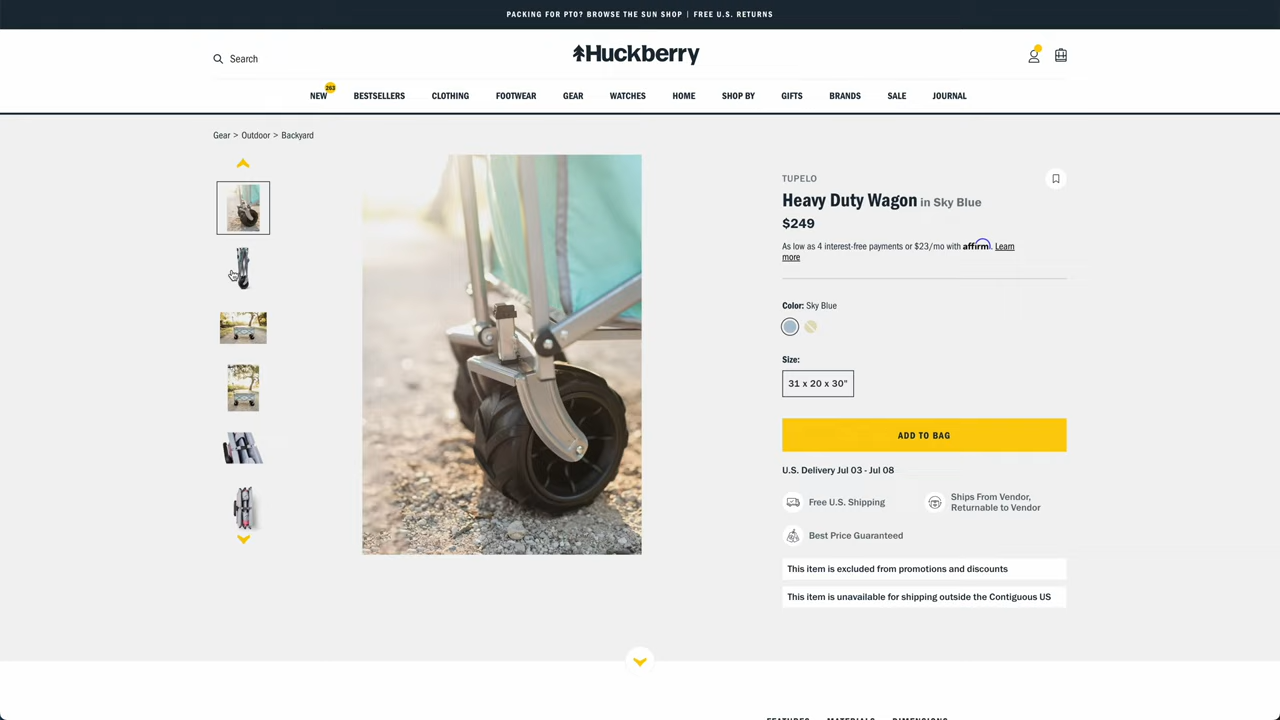 PACKING FOR PTO? BROWSE THE SUN SHOP | FREE U.S. RETURNS
Search
Huckberry
263
NEW BESTSELLERS CLOTHING FOOTWEAR GEAR WATCHES HOME SHOP BY GIFTS BRANDS SALE JOURNAL
Gear > Outdoor > Backyard
TUPELO
Heavy Duty Wagon in Sky Blue
$249
As low as 4 interest-free payments or $23/mo with affirm. Learn
more
Color: Sky Blue
Size:
31 x 20 x 30"
ADD TO BAG
U.S. Delivery Jul 03 - Jul 08
Free U.S. Shipping
Ships From Vendor,
Returnable to Vendor
Best Price Guaranteed
This item is excluded from promotions and discounts
This item is unavailable for shipping outside the Contiguous US
FEATURES MATERIALS DIMENSIONS